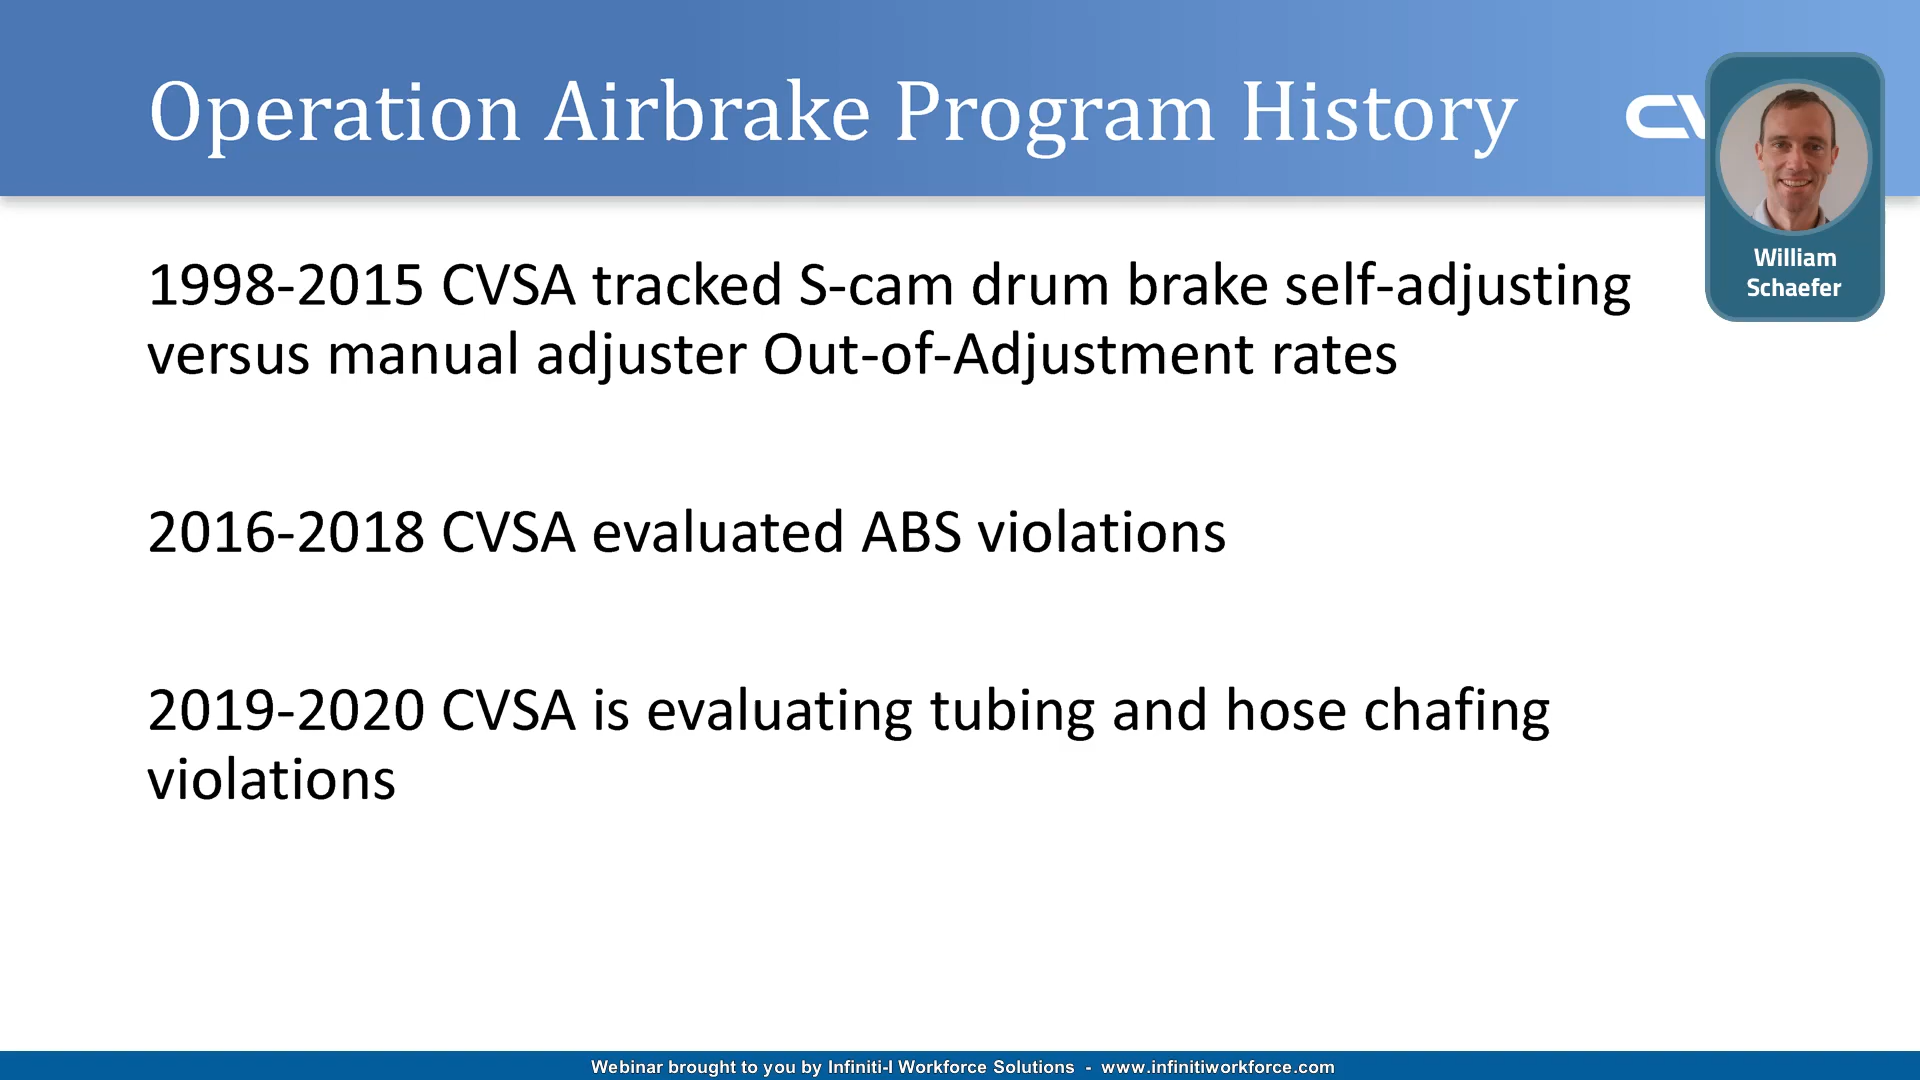 Operation Airbrake Program History
CV
William
Schaefer
1998-2015 CVSA tracked S-cam drum brake self-adjusting
versus manual adjuster Out-of-Adjustment rates
2016-2018 CVSA evaluated ABS violations
2019-2020 CVSA is evaluating tubing and hose chafing
violations
Webinar brought to you by Infiniti-I Workforce Solutions - www.infinitiworkforce.com